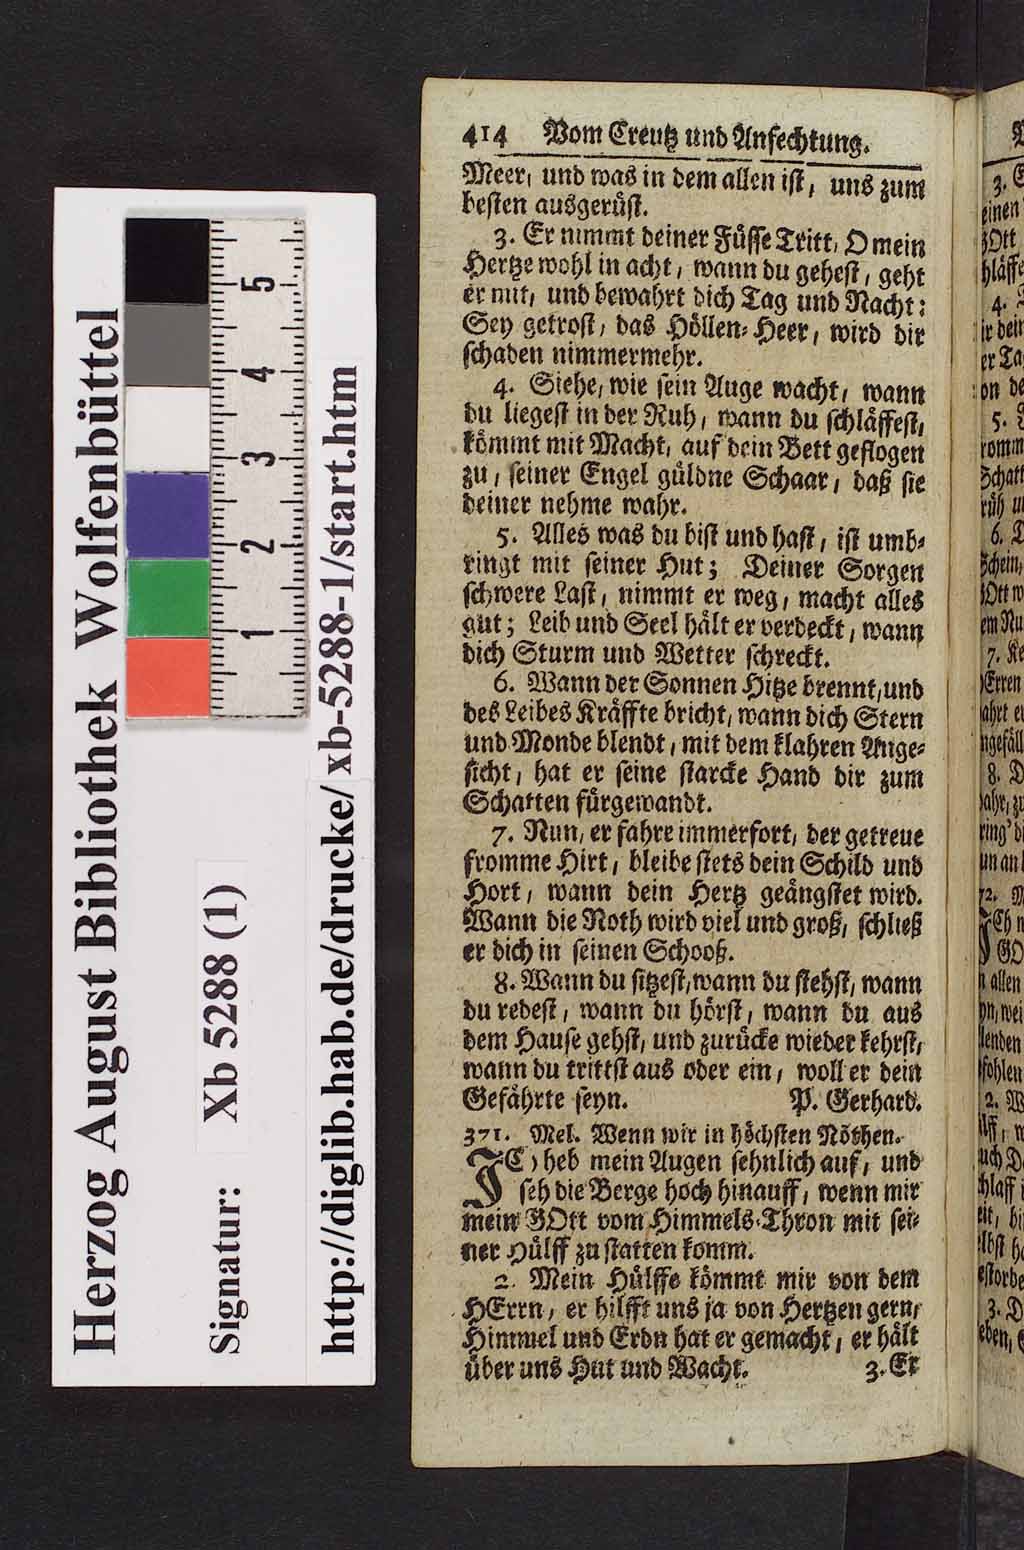 414 Vom Creutz und Anfechtung.
Meer, und was in dem allen ist, uns zum
besten ausgerüst.
3. Er nimmt deiner Füsse Tritt, O mein
Hertze wohl in acht, wann du gehest, geht
er mit, und bewahrt dich Tag und Nacht:
Sey getrost, das Höllen-Heer, wird dir
schaden nimmermehr.
4. Siehe, wie sein Auge wacht, wann
du liegest in der Ruh, wann du schläffest,
kömmt mit Macht, auf dein Bett geflogen
zu, seiner Engel güldne Schaar, daß sie
deiner nehme wahr.
5. Alles was du bist und hast, ist umb-
ringt mit seiner Hut; Deiner Sorgen
schwere Last, nimmt er weg, macht alles
gut; Leib und Seel hält er verdeckt, wann
dich Sturm und Wetter schreckt.
6. Wann der Sonnen Hitze brennt, und
des Leibes Kräffte bricht, wann dich Stern
und Monde blendt, mit dem klahren Ange-
sicht, hat er seine starcke Hand dir zum
Schatten fürgewandt.
7. Nun, er fahre immerfort, der getreue
fromme Hirt, bleibe stets dein Schild und
Hort, wann dein Hertz geängstet wird.
Wann die Noth wird viel und groß, schließ
er dich in seinen Schooß.
8. Wann du sitzest, wann du stehst, wann
du redest, wann du hörst, wann du aus
dem Hause gehst, und zurücke wieder kehrst,
wann du trittst aus oder ein, woll er dein
Gefährte seyn. P. Gerhard.
371. Mel. Wenn wir in höchsten Nöthen.
ICh heb mein Augen sehnlich auf, und
seh die Berge hoch hinauff, wenn mir
mein GOtt vom Himmels-Thron mit sei-
ner Hülff zu statten komm.
2. Mein Hülffe kömmt mir von dem
HErrn, er hilfft uns ja von Hertzen gern,
Himmel und Erdn hat er gemacht, er hält
über uns Hut und Wacht. 3. Er
Herzog August Bibliothek Wolfenbüttel
Signatur: Xb 5288 (1)
http://diglib.hab.de/drucke/xb-5288-1/start.htm
5
4
3
2
1